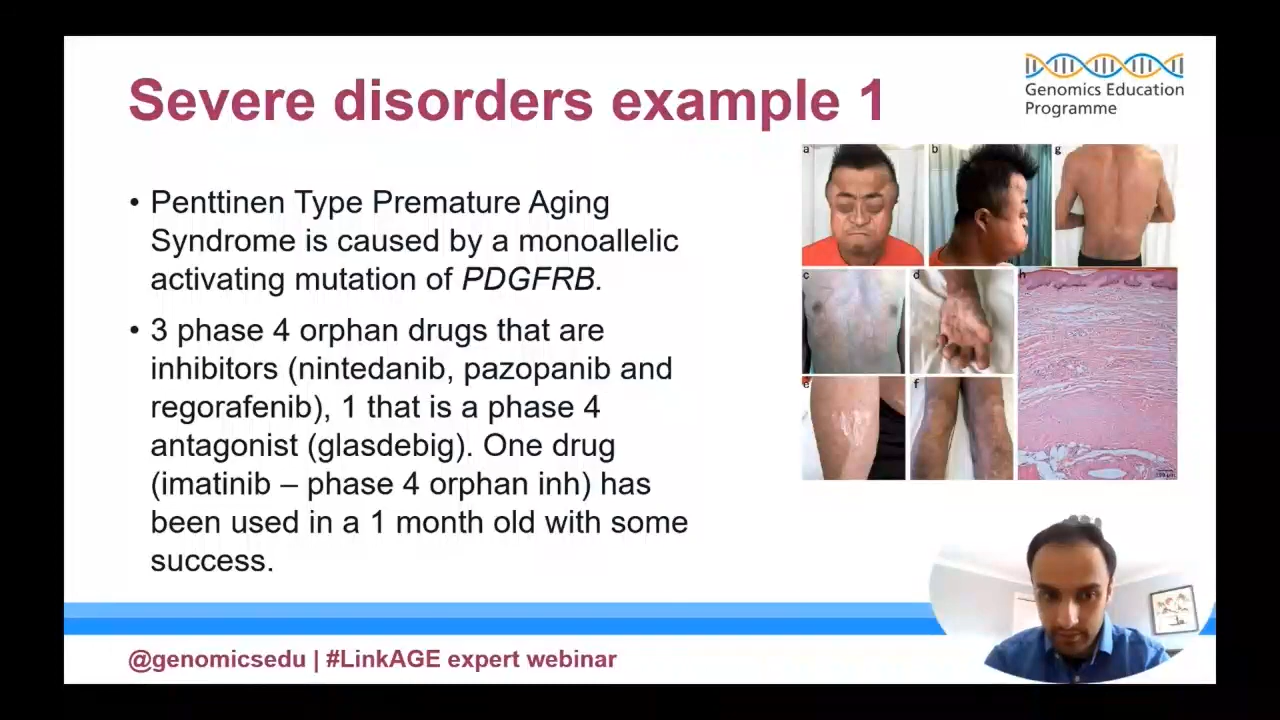 Severe disorders example 1
Genomics Education
Programme
• Penttinen Type Premature Aging
Syndrome is caused by a monoallelic
activating mutation of PDGFRB.
• 3 phase 4 orphan drugs that are
inhibitors (nintedanib, pazopanib and
regorafenib), 1 that is a phase 4
antagonist (glasdebig). One drug
(imatinib – phase 4 orphan inh) has
been used in a 1 month old with some
success.
a
b
g
c
d
h
e
f
@genomicsedu | #LinkAGE expert webinar